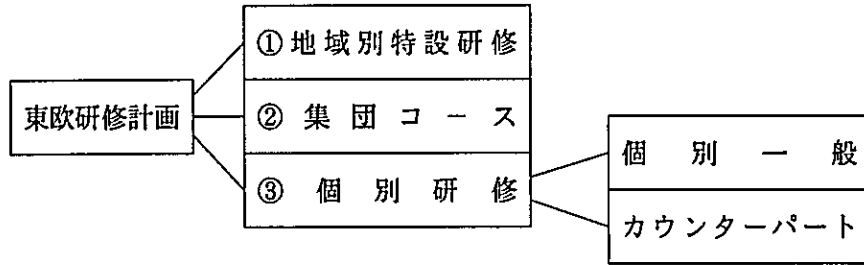 東欧研修計画
①地域別特設研修
②集団コース
③個別研修
個別一般
カウンターパート